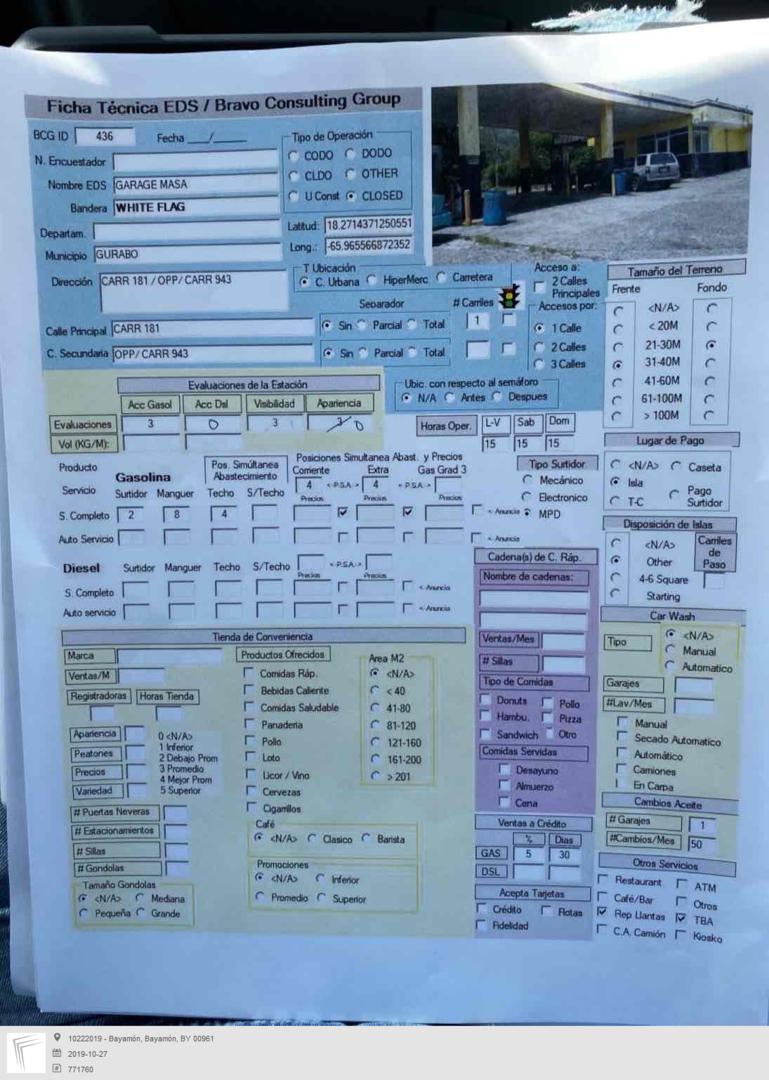 Ficha Técnica EDS / Bravo Consulting Group
BCG ID 436 Fecha __/____
N. Encuestador
Nombre EDS GARAGE MASA
Bandera WHITE FLAG
Departam.
Municipio GURABO
Dirección CARR 181 / OPP/ CARR 943
Calle Principal CARR 181
C. Secundaria OPP/ CARR 943
Tipo de Operación
CODO DODO
CLDO OTHER
U Const CLOSED
Latitud: 18.2714371250551
Long.: -65.965566872352
T Ubicación
C. Urbana HiperMerc Carretera
Separador # Carriles
Sin Parcial Total 1
Sin Parcial Total
Acceso a:
2 Calles
Principales
Accesos por:
1 Calle
2 Calles
3 Calles
Ubic. con respecto al semáforo
N/A Antes Despues
Tamaño del Terreno
Frente Fondo
<N/A>
< 20M
21-30M
31-40M
41-60M
61-100M
> 100M
Evaluaciones de la Estación
Acc Gasol Acc Dsl Visibilidad Apariencia
Evaluaciones 3 0 3 3 0
Vol (KG/M):
Horas Oper. L-V Sab Dom
15 15 15
Lugar de Pago
<N/A> Caseta
Isla
T-C Pago
Surtidor
Producto
Servicio
Gasolina
Surtidor Manguer
Pos. Simúltanea
Abastecimiento
Techo S/Techo
Posiciones Simultanea Abast. y Precios
Corriente Extra Gas Grad 3
4 <-P.S.A.-> 4 <-P.S.A.->
Precios Precios Precios
S. Completo 2 8 4 <- Anuncia
Auto Servicio <- Anuncia
Tipo Surtidor
Mecánico
Electronico
MPD
Disposición de Islas
<N/A>
Other
4-6 Square
Starting
Carriles
de
Paso
Diesel Surtidor Manguer Techo S/Techo <-P.S.A.->
Precios Precios
S. Completo <- Anuncia
Auto servicio <- Anuncia
Cadena(s) de C. Ráp.
Nombre de cadenas:
Ventas/Mes
# Sillas
Tipo de Comidas
Donuts Pollo
Hambu. Pizza
Sandwich Otro
Comidas Servidas
Desayuno
Almuerzo
Cena
Car Wash
Tipo <N/A>
Manual
Automatico
Garajes
#Lav/Mes
Manual
Secado Automatico
Automático
Camiones
En Carpa
Cambios Aceite
# Garajes 1
#Cambios/Mes 50
Tienda de Conveniencia
Marca
Ventas/M
Registradoras Horas Tienda
Apariencia
Peatones
Precios
Variedad
0 <N/A>
1 Inferior
2 Debajo Prom
3 Promedio
4 Mejor Prom
5 Superior
# Puertas Neveras
# Estacionamientos
# Sillas
# Gondolas
Tamaño Gondolas
<N/A> Mediana
Pequeña Grande
Productos Ofrecidos
Comidas Ráp.
Bebidas Caliente
Comidas Saludable
Panaderia
Pollo
Loto
Licor / Vino
Cervezas
Cigarrillos
Area M2
<N/A>
< 40
41-80
81-120
121-160
161-200
> 201
Café
<N/A> Clasico Barista
Promociones
<N/A> Inferior
Promedio Superior
Ventas a Crédito
% Dias
GAS 5 30
DSL
Acepta Tarjetas
Crédito Flotas
Fidelidad
Otros Servicios
Restaurant ATM
Café/Bar Otros
Rep Llantas TBA
C.A. Camión Kiosko
10222019 - Bayamón, Bayamón, BY 00961
2019-10-27
771760